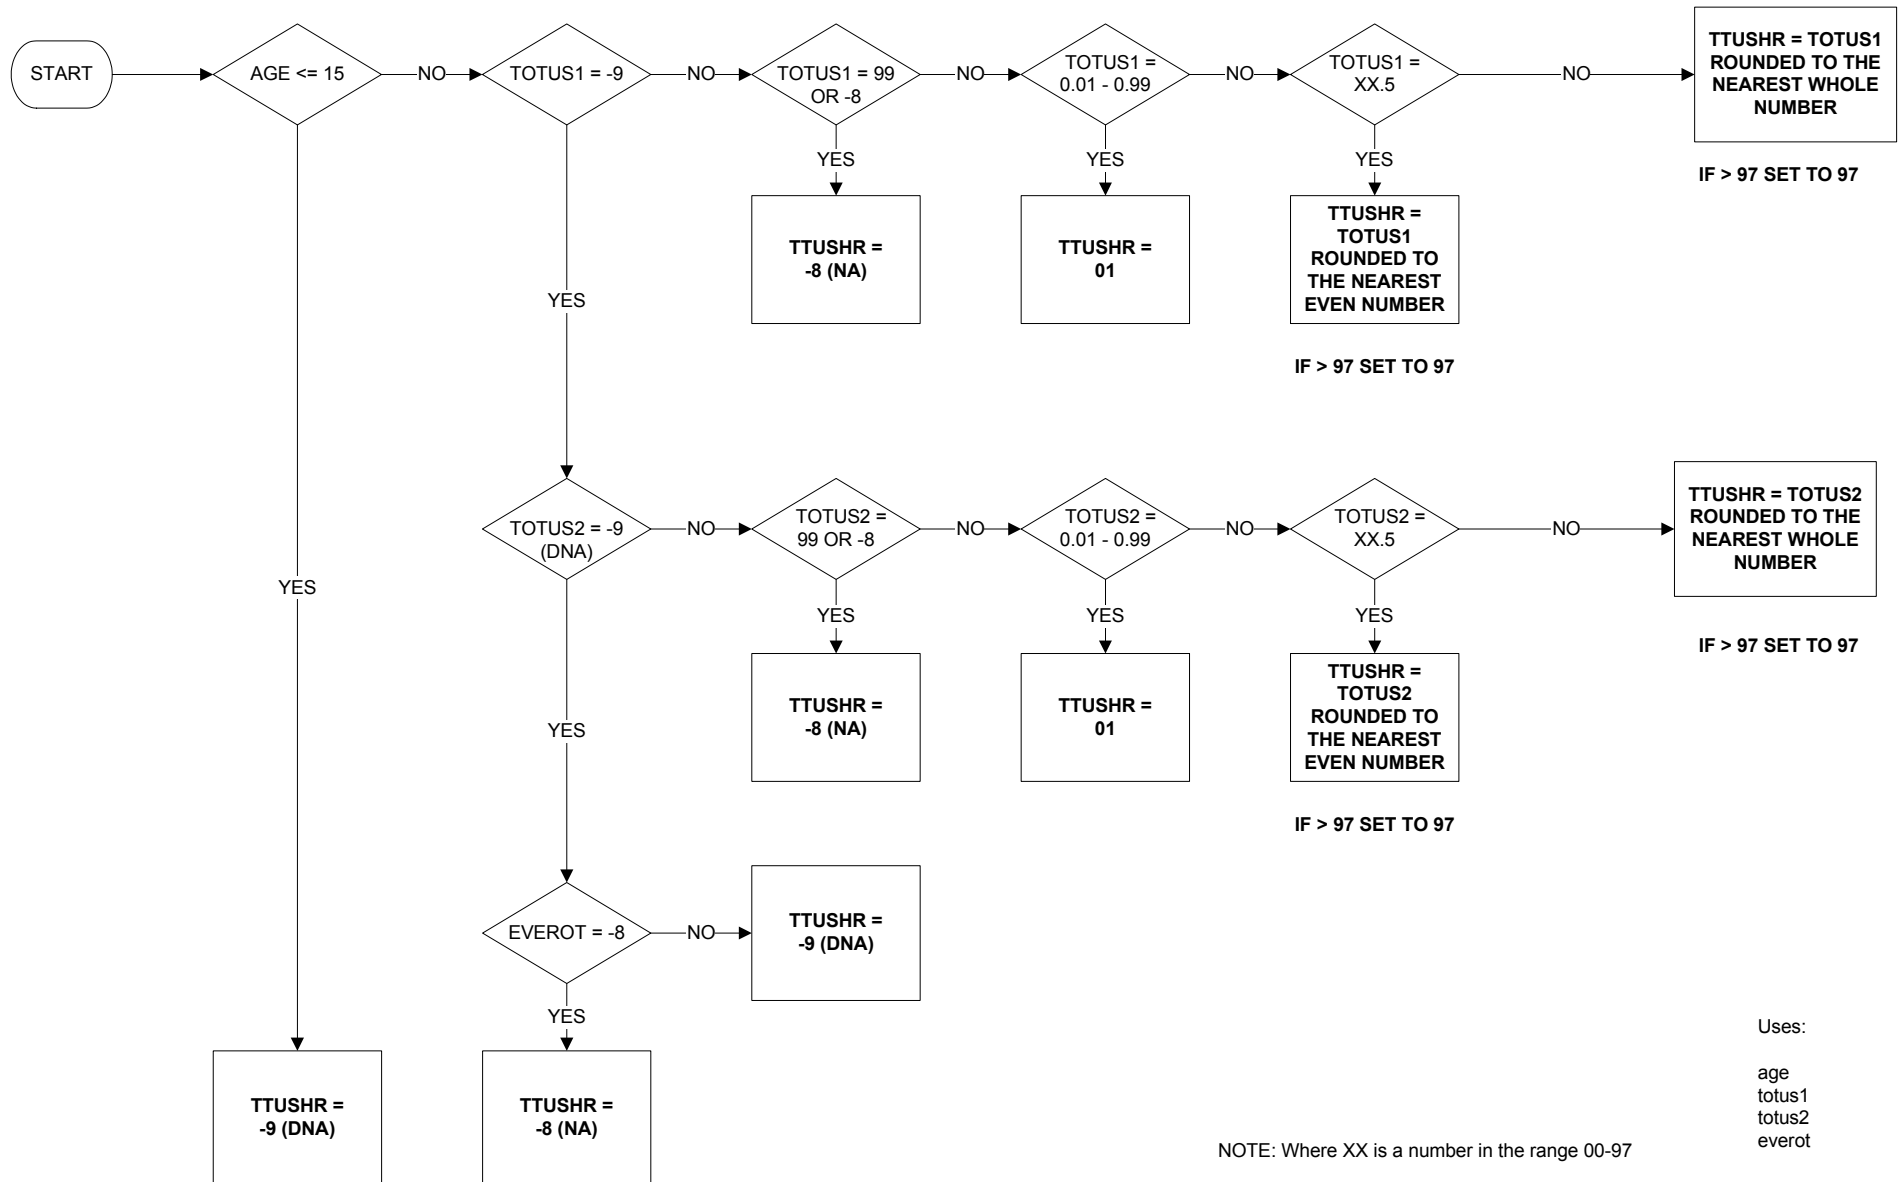 START
AGE <= 15
NO
TOTUS1 = -9
NO
TOTUS1 = 99
OR -8
NO
TOTUS1 =
0.01 - 0.99
NO
TOTUS1 =
XX.5
NO
TTUSHR = TOTUS1
ROUNDED TO THE
NEAREST WHOLE
NUMBER
IF > 97 SET TO 97
YES
YES
YES
TTUSHR =
-8 (NA)
TTUSHR =
01
TTUSHR =
TOTUS1
ROUNDED TO
THE NEAREST
EVEN NUMBER
IF > 97 SET TO 97
YES
TOTUS2 = -9
(DNA)
NO
TOTUS2 =
99 OR -8
NO
TOTUS2 =
0.01 - 0.99
NO
TOTUS2 =
XX.5
NO
TTUSHR = TOTUS2
ROUNDED TO THE
NEAREST WHOLE
NUMBER
IF > 97 SET TO 97
YES
YES
YES
YES
TTUSHR =
-8 (NA)
TTUSHR =
01
TTUSHR =
TOTUS2
ROUNDED TO
THE NEAREST
EVEN NUMBER
IF > 97 SET TO 97
YES
EVEROT = -8
NO
TTUSHR =
-9 (DNA)
YES
TTUSHR =
-9 (DNA)
TTUSHR =
-8 (NA)
Uses:
age
totus1
totus2
everot
NOTE: Where XX is a number in the range 00-97